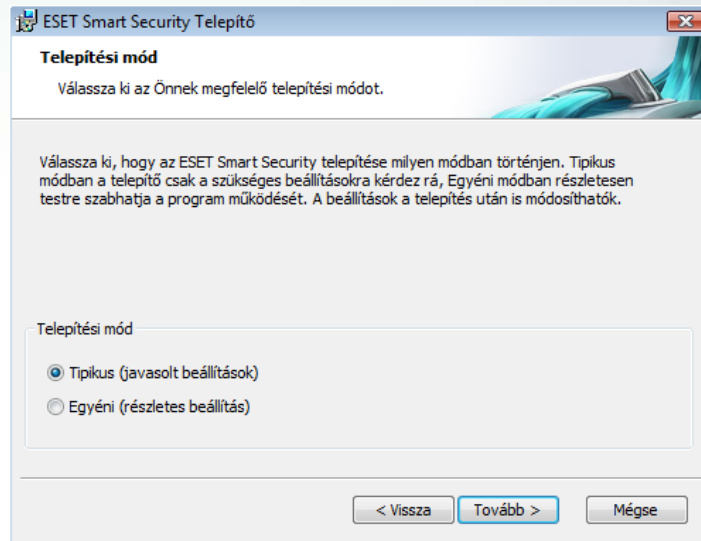 ESET Smart Security Telepítő
Telepítési mód
Válassza ki az Önnek megfelelő telepítési módot.
Válassza ki, hogy az ESET Smart Security telepítése milyen módban történjen. Tipikus
módban a telepítő csak a szükséges beállításokra kérdez rá, Egyéni módban részletesen
testre szabhatja a program működését. A beállítások a telepítés után is módosíthatók.
Telepítési mód
Tipikus (javasolt beállítások)
Egyéni (részletes beállítás)
< Vissza Tovább > Mégse